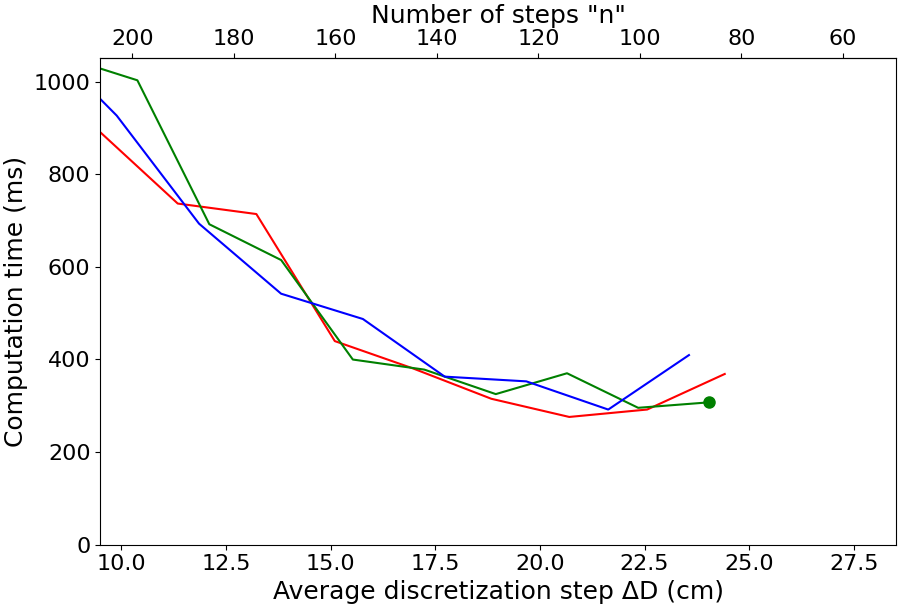 Number of steps "n"
200 180 160 140 120 100 80 60
Computation time (ms)
1000
800
600
400
200
0
10.0 12.5 15.0 17.5 20.0 22.5 25.0 27.5
Average discretization step ΔD (cm)